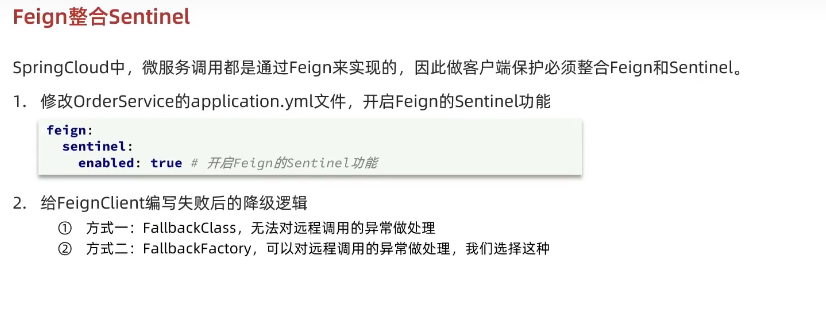 Feign整合Sentinel
SpringCloud中，微服务调用都是通过Feign来实现的，因此做客户端保护必须整合Feign和Sentinel。
1. 修改OrderService的application.yml文件，开启Feign的Sentinel功能
feign:
  sentinel:
    enabled: true # 开启Feign的Sentinel功能
2. 给FeignClient编写失败后的降级逻辑
① 方式一：FallbackClass，无法对远程调用的异常做处理
② 方式二：FallbackFactory，可以对远程调用的异常做处理，我们选择这种